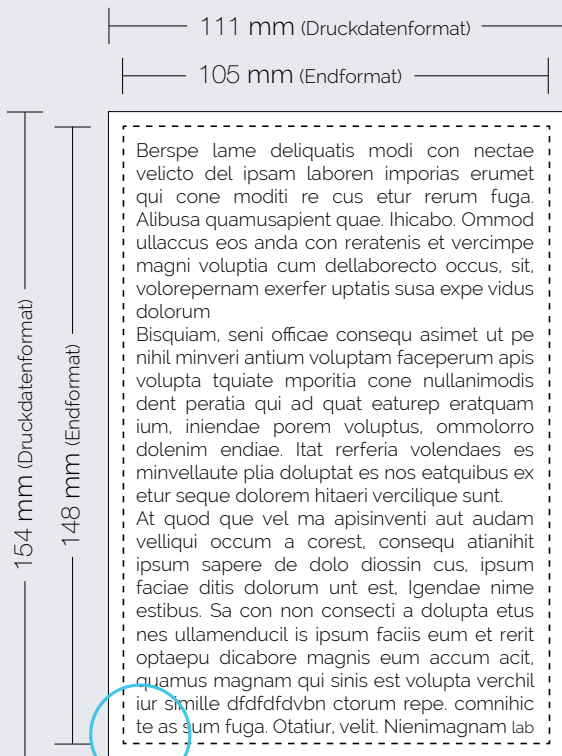 111 mm (Druckdatenformat)
105 mm (Endformat)
154 mm (Druckdatenformat)
148 mm (Endformat)
Berspe lame deliquatis modi con nectae
velicto del ipsam laboren imporias erumet
qui cone moditi re cus etur rerum fuga.
Alibusa quamusapient quae. Ihicabo. Ommod
ullaccus eos anda con reratenis et vercimpe
magni voluptia cum dellaborecto occus, sit,
volorepernam exerfer uptatis susa expe vidus
dolorum
Bisquiam, seni officae consequ asimet ut pe
nihil minveri antium voluptam faceperum apis
volupta tquiate mporitia cone nullanimodis
dent peratia qui ad quat eaturep eratquam
ium, iniendae porem voluptus, ommolorro
dolenim endiae. Itat rerferia volendaes es
minvellaute plia doluptat es nos eatquibus ex
etur seque dolorem hitaeri vercilique sunt.
At quod que vel ma apisinventi aut audam
velliqui occum a corest, consequ atianihit
ipsum sapere de dolo diossin cus, ipsum
faciae ditis dolorum unt est, Igendae nime
estibus. Sa con non consecti a dolupta etus
nes ullamenducil is ipsum faciis eum et rerit
optaepu dicabore magnis eum accum acit,
quamus magnam qui sinis est volupta verchil
iur simille dfdfdfdvbn ctorum repe. comnihic
te as sum fuga. Otatiur, velit. Nienimagnam lab